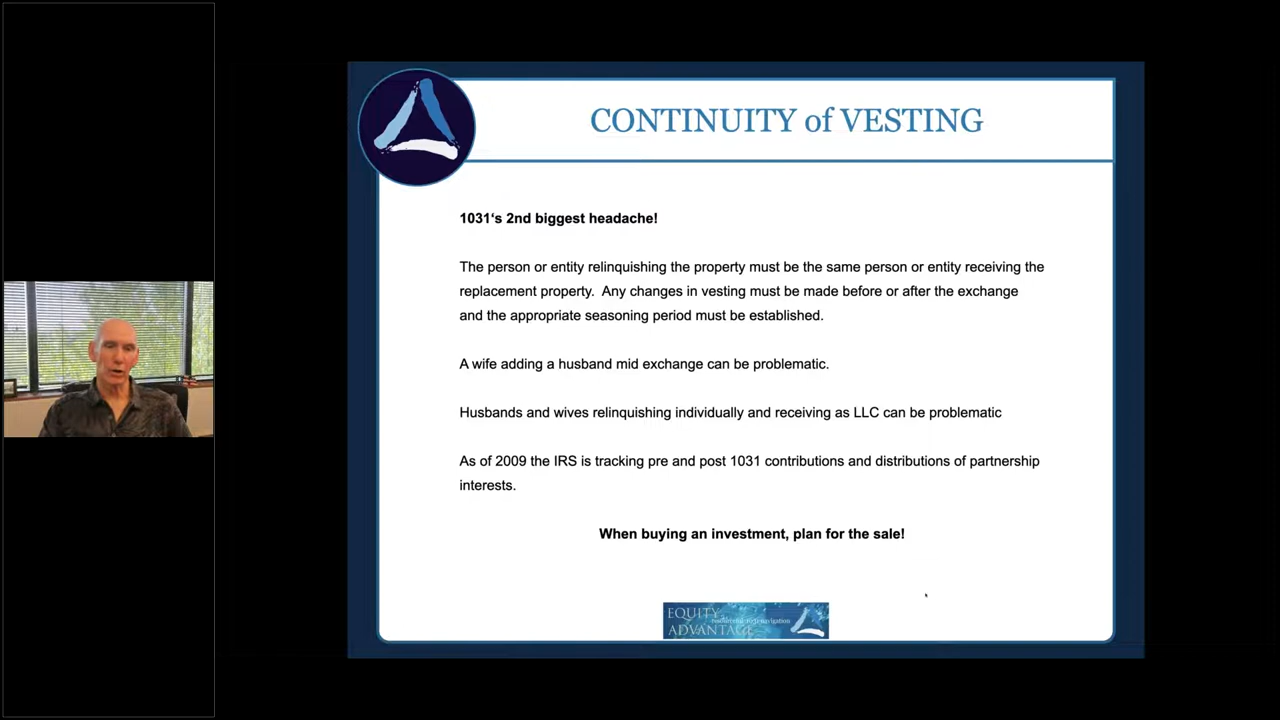 CONTINUITY of VESTING
1031‘s 2nd biggest headache!
The person or entity relinquishing the property must be the same person or entity receiving the
replacement property.  Any changes in vesting must be made before or after the exchange
and the appropriate seasoning period must be established.
A wife adding a husband mid exchange can be problematic.
Husbands and wives relinquishing individually and receiving as LLC can be problematic
As of 2009 the IRS is tracking pre and post 1031 contributions and distributions of partnership
interests.
When buying an investment, plan for the sale!
EQUITY
navigation
ADVANTAGE